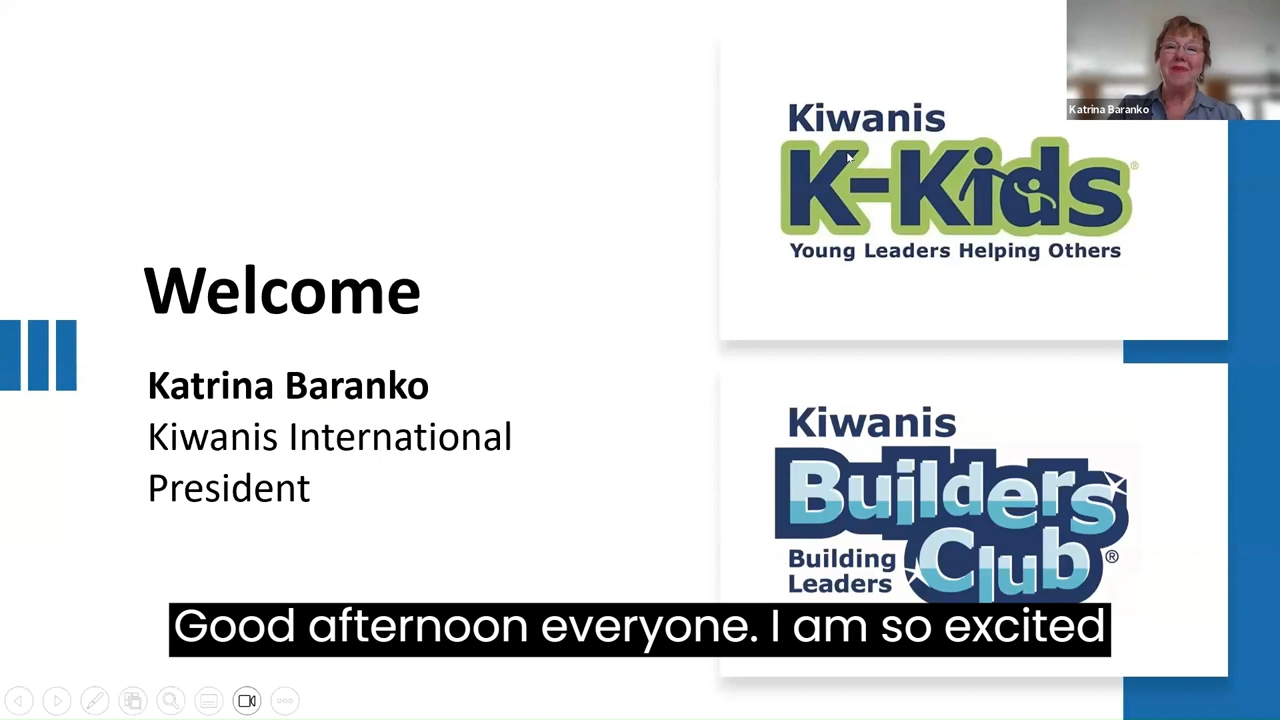 Welcome
Katrina Baranko
Kiwanis International
President
Kiwanis
K-Kids®
Young Leaders Helping Others
Katrina Baranko
Kiwanis
Builders
Club®
Building
Leaders
Good afternoon everyone. I am so excited